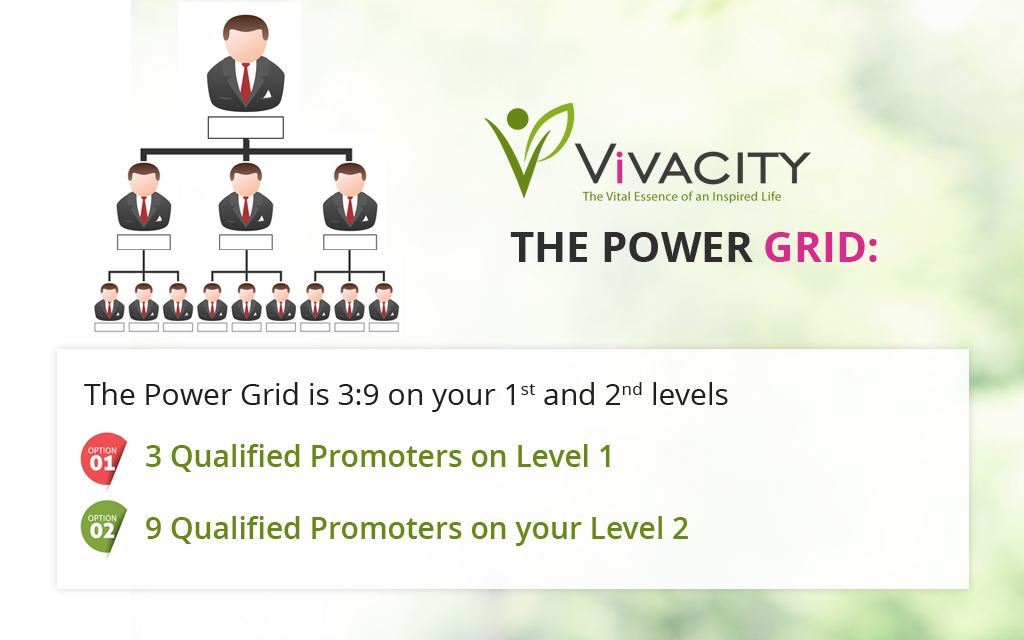 ViVACITY
The Vital Essence of an Inspired Life
THE POWER GRID:
The Power Grid is 3:9 on your 1st and 2nd levels
OPTION
01
3 Qualified Promoters on Level 1
OPTION
02
9 Qualified Promoters on your Level 2